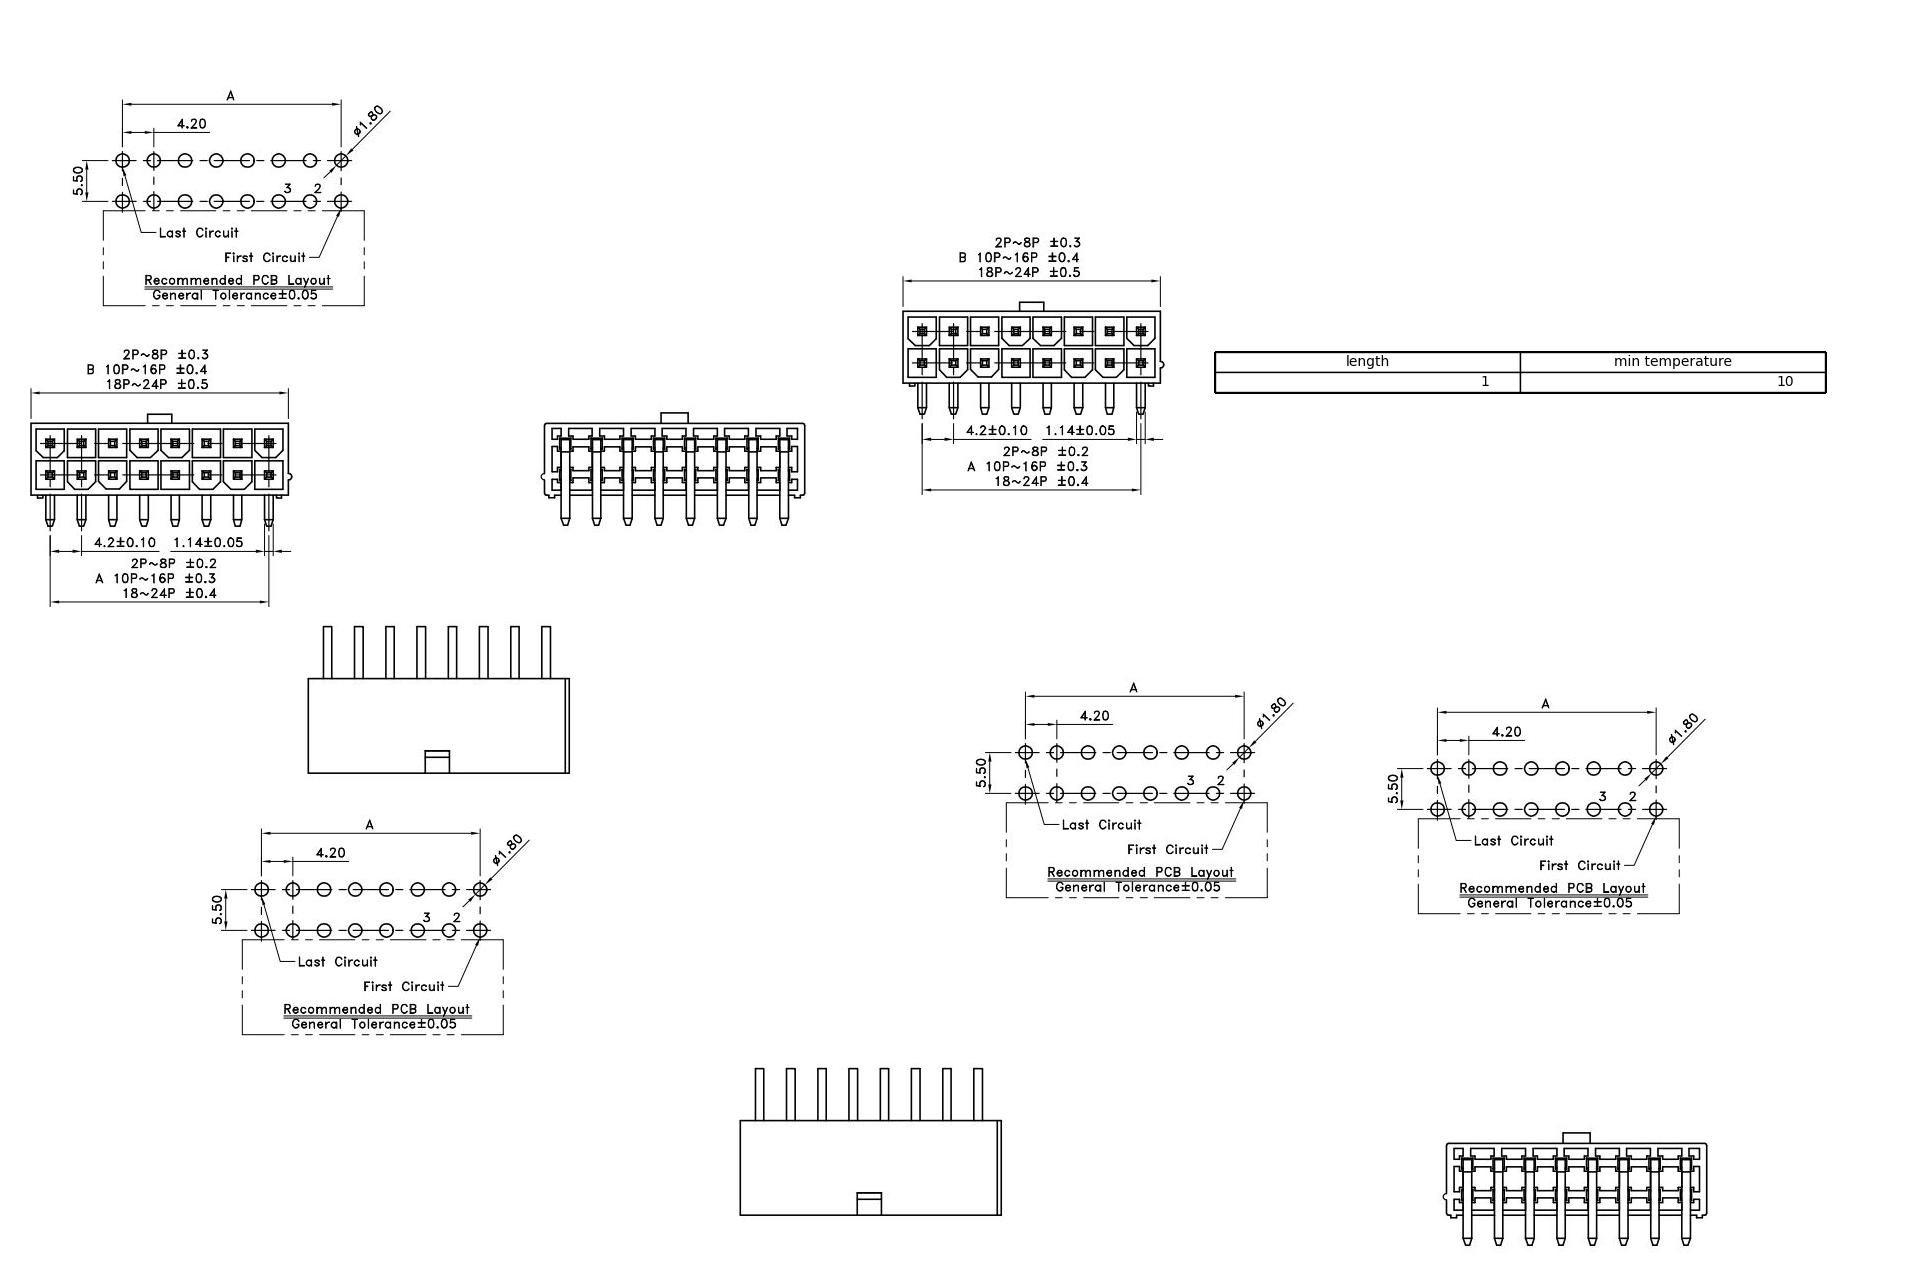 A
4.20
ø1.80
5.50
3 2
Last Circuit
First Circuit
Recommended PCB Layout
General Tolerance±0.05
2P~8P ±0.3
B 10P~16P ±0.4
18P~24P ±0.5
4.2±0.10 1.14±0.05
2P~8P ±0.2
A 10P~16P ±0.3
18~24P ±0.4
length min temperature
1 10
2P~8P ±0.3
B 10P~16P ±0.4
18P~24P ±0.5
4.2±0.10 1.14±0.05
2P~8P ±0.2
A 10P~16P ±0.3
18~24P ±0.4
A
4.20
ø1.80
5.50
3 2
Last Circuit
First Circuit
Recommended PCB Layout
General Tolerance±0.05
A
4.20
ø1.80
5.50
3 2
Last Circuit
First Circuit
Recommended PCB Layout
General Tolerance±0.05
A
4.20
ø1.80
5.50
3 2
Last Circuit
First Circuit
Recommended PCB Layout
General Tolerance±0.05